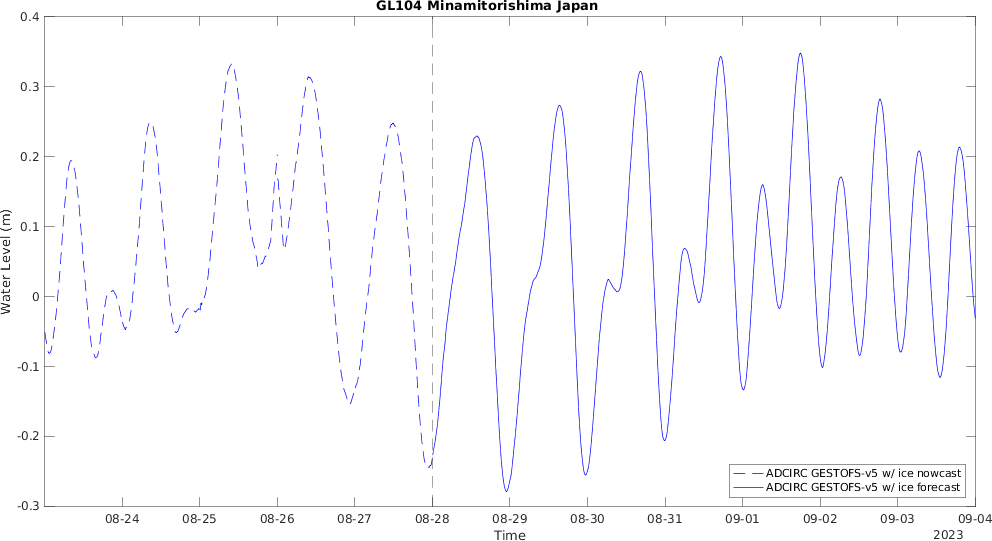 GL104 Minamitorishima Japan
0.4
0.3
0.2
0.1
0
-0.1
-0.2
-0.3
Water Level (m)
ADCIRC GESTOFS-v5 w/ ice nowcast
ADCIRC GESTOFS-v5 w/ ice forecast
08-24 08-25 08-26 08-27 08-28 08-29 08-30 08-31 09-01 09-02 09-03 09-04
Time
2023